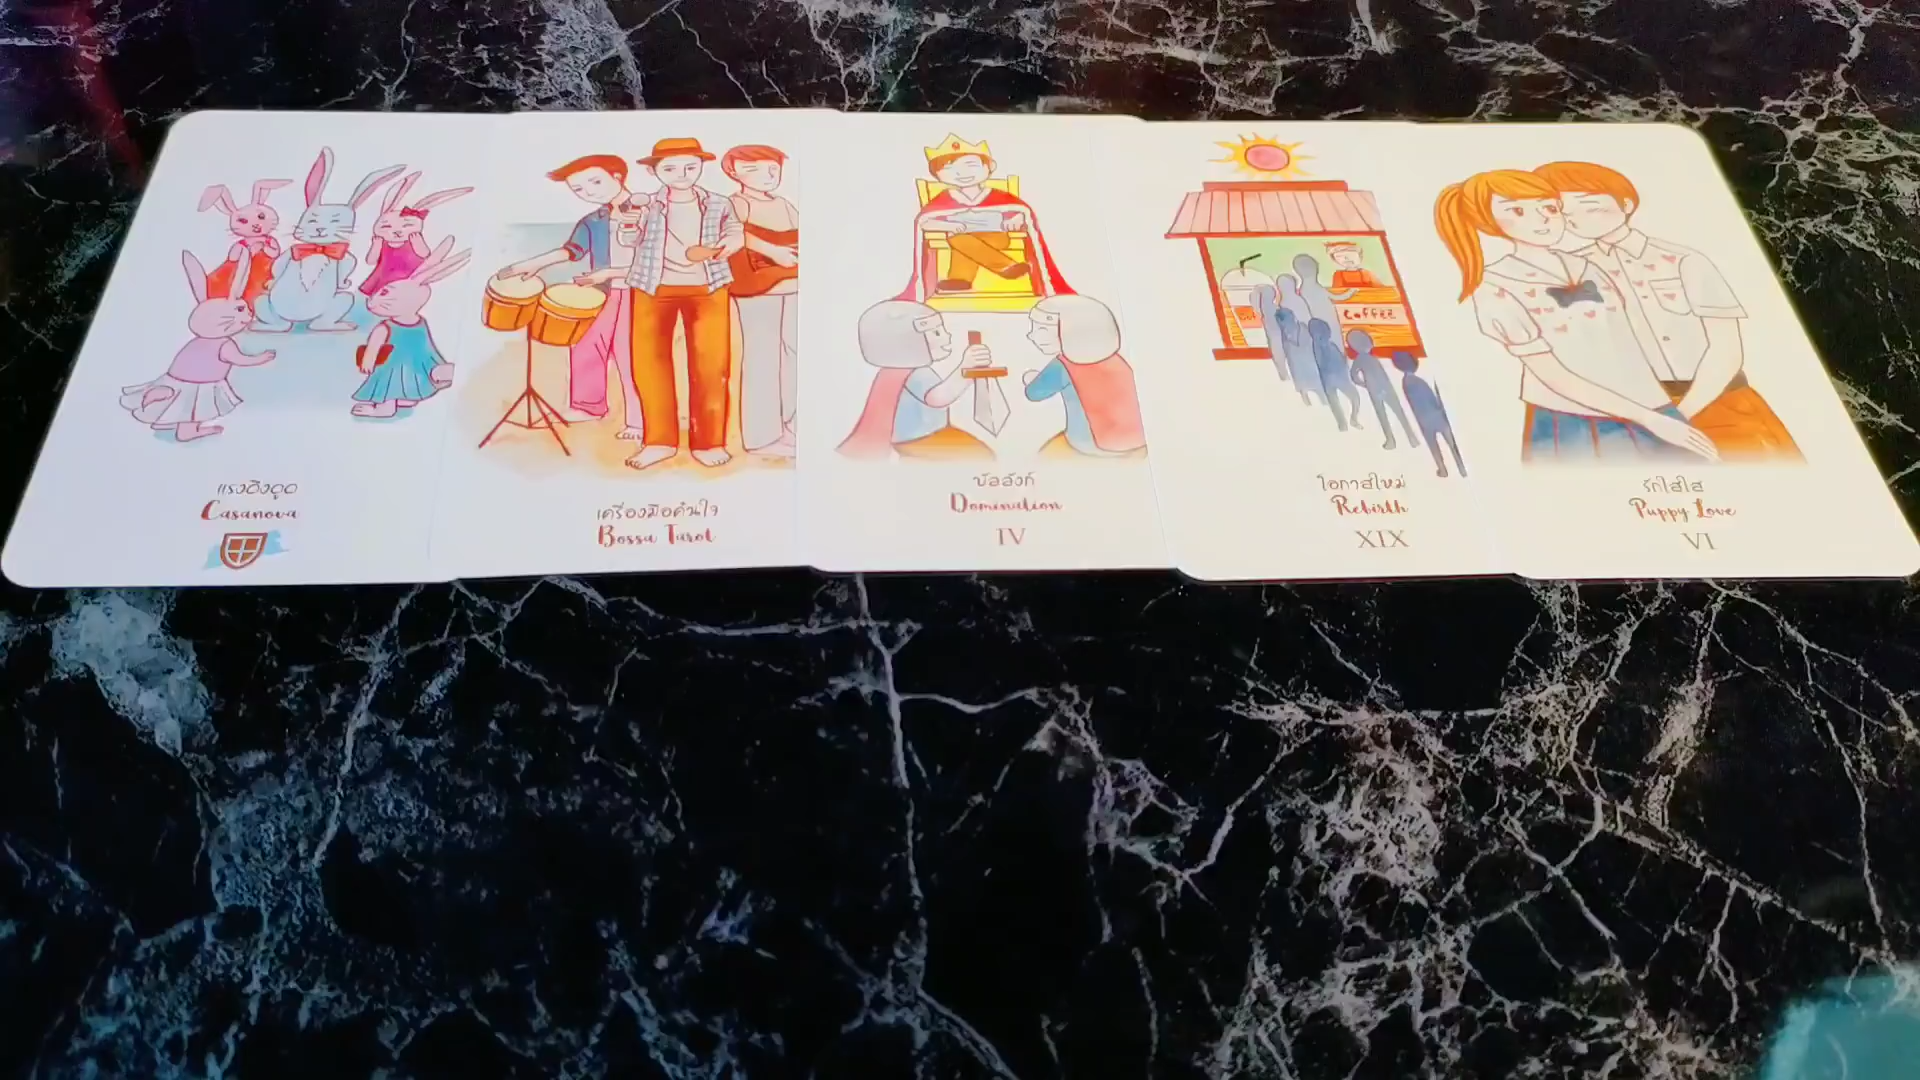 แรงดึงดูด
Casanova
เครื่องมือค้ำใจ
Bossa Tarot
บัลลังก์
Domination
IV
Coffee
โอกาสใหม่
Rebirth
XIX
รักใสใส
Puppy Love
VI